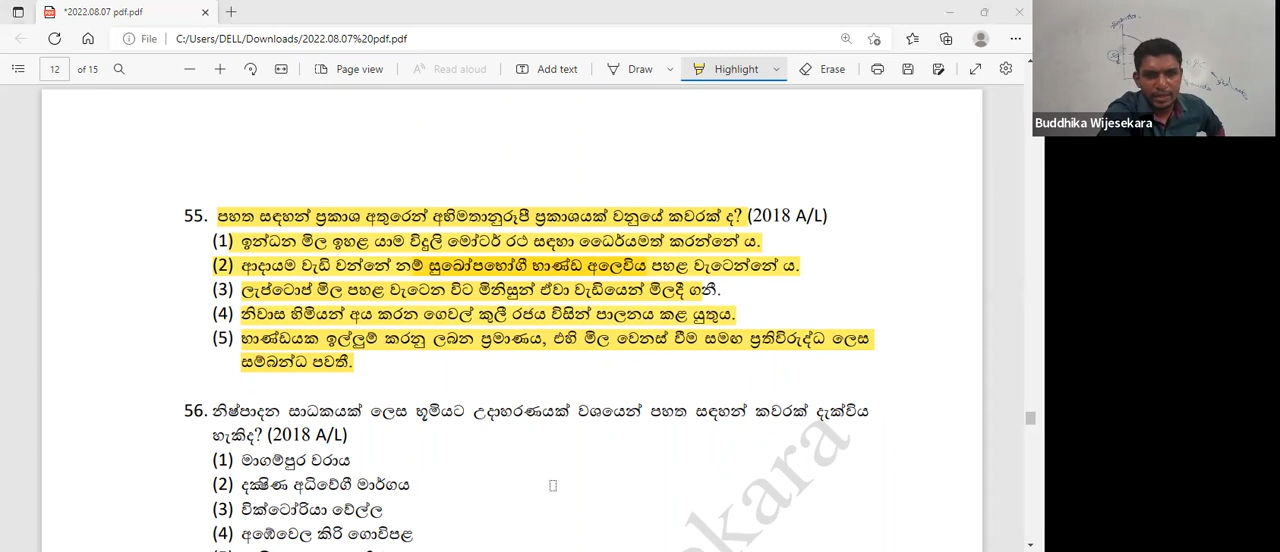 *2022.08.07 pdf.pdf
File C:/Users/DELL/Downloads/2022.08.07%20pdf.pdf
12 of 15 Page view Read aloud Add text Draw Highlight Erase
Buddhika Wijesekara
55. පහත සඳහන් ප්‍රකාශ අතුරෙන් අභිමතානුරූපී ප්‍රකාශයක් වනුයේ කවරක් ද? (2018 A/L)
(1) ඉන්ධන මිල ඉහළ යාම විදුලි මෝටර් රථ සඳහා ධෛර්යමත් කරන්නේ ය.
(2) ආදායම වැඩි වන්නේ නම් සුඛෝපභෝගී භාණ්ඩ අලෙවිය පහළ වැටෙන්නේ ය.
(3) ලැප්ටොප් මිල පහළ වැටෙන විට මිනිසුන් ඒවා වැඩියෙන් මිලදී ගනී.
(4) නිවාස හිමියන් අය කරන ගෙවල් කුලී රජය විසින් පාලනය කළ යුතුය.
(5) භාණ්ඩයක ඉල්ලුම් කරනු ලබන ප්‍රමාණය, එහි මිල වෙනස් වීම සමඟ ප්‍රතිවිරුද්ධ ලෙස
සම්බන්ධ පවතී.
56. නිෂ්පාදන සාධකයක් ලෙස භූමියට උදාහරණයක් වශයෙන් පහත සඳහන් කවරක් දැක්විය
හැකිද? (2018 A/L)
(1) මාගම්පුර වරාය
(2) දක්ෂිණ අධිවේගී මාර්ගය
(3) වික්ටෝරියා වේල්ල
(4) අඹේවෙල කිරි ගොවිපළ
ekara